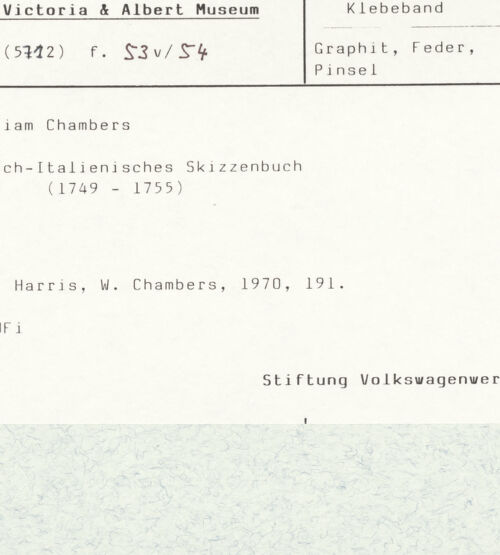 Victoria & Albert Museum
Klebeband
(5712) f. 53v/54
Graphit, Feder,
Pinsel
iam Chambers
ch-Italienisches Skizzenbuch
(1749 - 1755)
Harris, W. Chambers, 1970, 191.
Fi
Stiftung Volkswagenwer